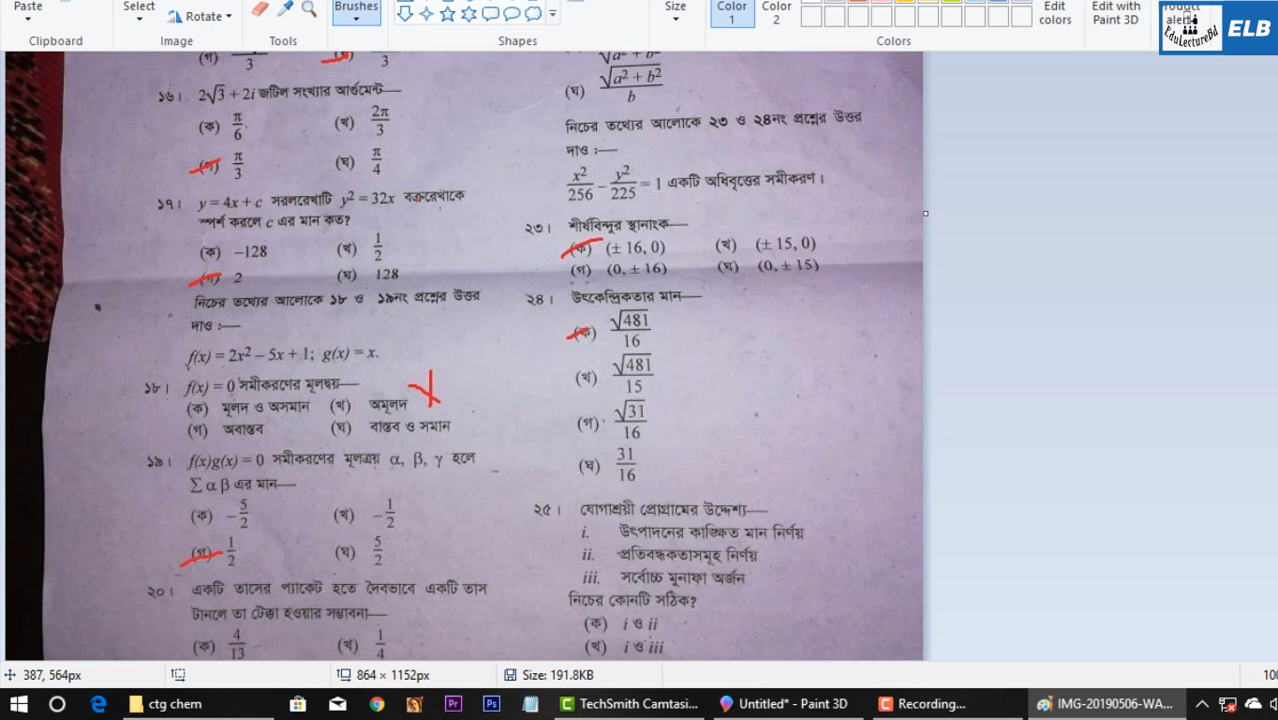 Paste
Select
Rotate
Brushes
Size
Color 1
Color 2
Edit colors
Edit with Paint 3D
Product alert
EduLectureBd
ELB
Clipboard
Image
Tools
Shapes
Colors
(গ) 3
3
১৬। 2√3 + 2i জটিল সংখ্যার আর্গুমেন্ট—
(ক) π/6 (খ) 2π/3
(গ) π/3 (ঘ) π/4
১৭। y = 4x + c সরলরেখাটি y² = 32x বক্ররেখাকে
স্পর্শ করলে c এর মান কত?
(ক) −128 (খ) 1/2
(গ) 2 (ঘ) 128
নিচের তথ্যের আলোকে ১৮ ও ১৯নং প্রশ্নের উত্তর
দাও :—
f(x) = 2x² − 5x + 1; g(x) = x.
১৮। f(x) = 0 সমীকরণের মূলদ্বয়—
(ক) মূলদ ও অসমান (খ) অমূলদ
(গ) অবাস্তব (ঘ) বাস্তব ও সমান
১৯। f(x)g(x) = 0 সমীকরণের মূলত্রয় α, β, γ হলে
∑ α β এর মান—
(ক) −5/2 (খ) −1/2
(গ) 1/2 (ঘ) 5/2
২০। একটি তাসের প্যাকেট হতে দৈবভাবে একটি তাস
টানলে তা টেক্কা হওয়ার সম্ভাবনা—
(ক) 4/13 (খ) 1/4
√(a² + b²)
(ঘ) √(a² + b²)/b
নিচের তথ্যের আলোকে ২৩ ও ২৪নং প্রশ্নের উত্তর
দাও :—
x²/256 − y²/225 = 1 একটি অধিবৃত্তের সমীকরণ।
২৩। শীর্ষবিন্দুর স্থানাংক—
(ক) (± 16, 0) (খ) (± 15, 0)
(গ) (0, ± 16) (ঘ) (0, ± 15)
২৪। উৎকেন্দ্রিকতার মান—
(ক) √481/16
(খ) √481/15
(গ) √31/16
(ঘ) 31/16
২৫। যোগাশ্রয়ী প্রোগ্রামের উদ্দেশ্য—
i. উৎপাদনের কাঙ্ক্ষিত মান নির্ণয়
ii. প্রতিবন্ধকতাসমূহ নির্ণয়
iii. সর্বোচ্চ মুনাফা অর্জন
নিচের কোনটি সঠিক?
(ক) i ও ii
(খ) i ও iii
387, 564px
864 × 1152px
Size: 191.8KB
100
ctg chem
TechSmith Camtasi...
Untitled* - Paint 3D
Recording...
IMG-20190506-WA...